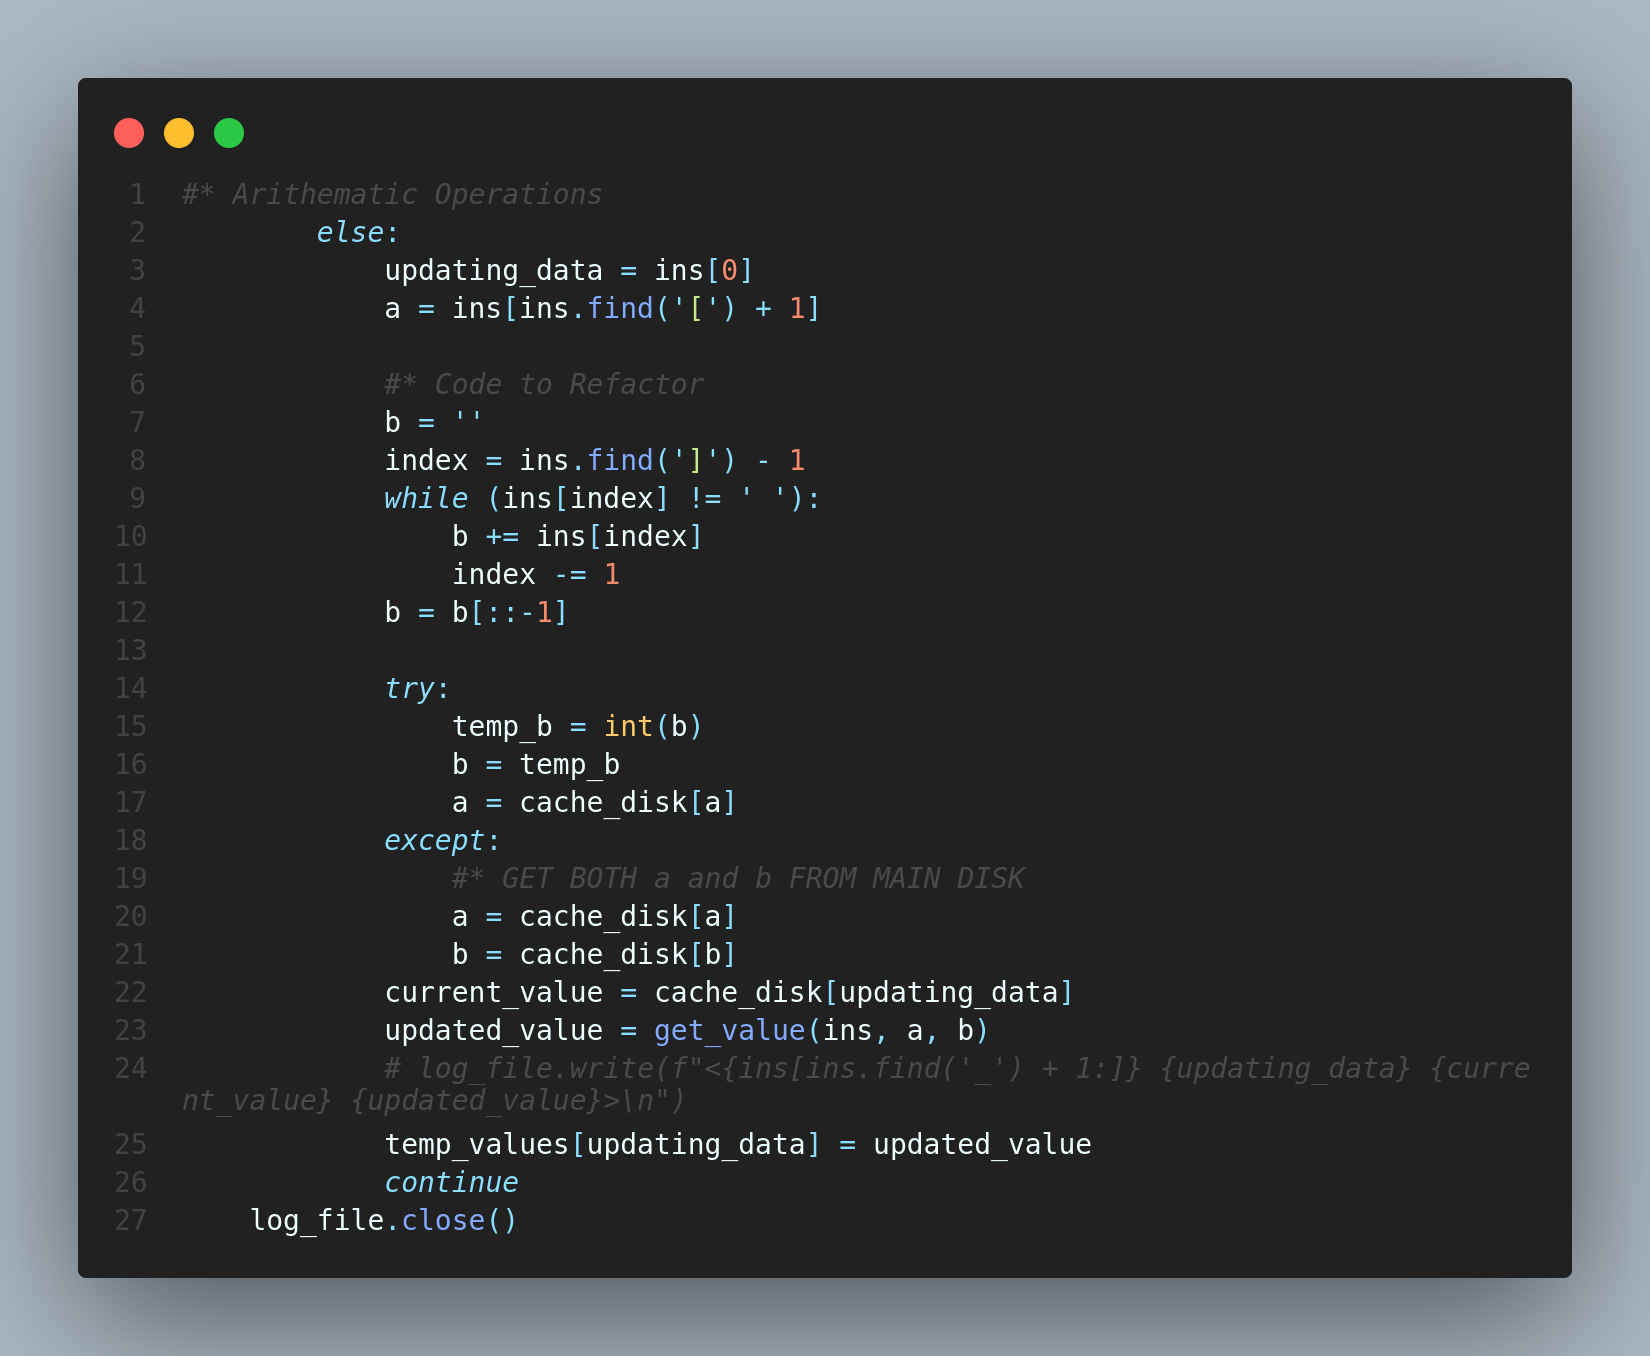 1 #* Arithematic Operations
2         else:
3             updating_data = ins[0]
4             a = ins[ins.find('[') + 1]
5
6             #* Code to Refactor
7             b = ''
8             index = ins.find(']') - 1
9             while (ins[index] != ' '):
10                 b += ins[index]
11                 index -= 1
12             b = b[::-1]
13
14             try:
15                 temp_b = int(b)
16                 b = temp_b
17                 a = cache_disk[a]
18             except:
19                 #* GET BOTH a and b FROM MAIN DISK
20                 a = cache_disk[a]
21                 b = cache_disk[b]
22             current_value = cache_disk[updating_data]
23             updated_value = get_value(ins, a, b)
24             # log_file.write(f"<{ins[ins.find('_') + 1:]} {updating_data} {curre
nt_value} {updated_value}>\n")
25             temp_values[updating_data] = updated_value
26             continue
27     log_file.close()